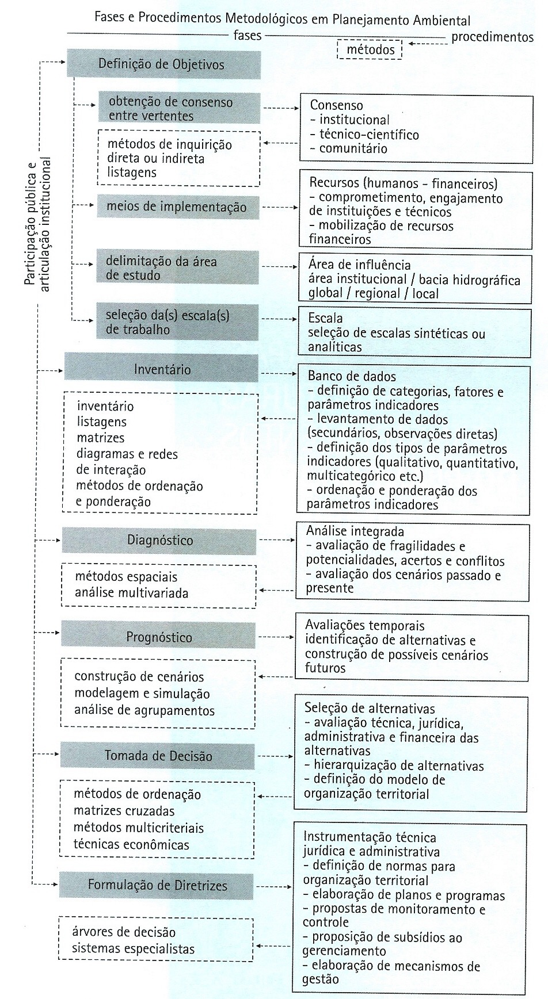 Fases e Procedimentos Metodológicos em Planejamento Ambiental
fases
procedimentos
métodos
Participação pública e
articulação institucional
Definição de Objetivos
obtenção de consenso
entre vertentes
Consenso
- institucional
- técnico-científico
- comunitário
métodos de inquirição
direta ou indireta
listagens
meios de implementação
Recursos (humanos - financeiros)
- comprometimento, engajamento
de instituições e técnicos
- mobilização de recursos
financeiros
delimitação da área
de estudo
Área de influência
área institucional / bacia hidrográfica
global / regional / local
seleção da(s) escala(s)
de trabalho
Escala
seleção de escalas sintéticas ou
analíticas
Inventário
Banco de dados
- definição de categorias, fatores e
parâmetros indicadores
- levantamento de dados
(secundários, observações diretas)
- definição dos tipos de parâmetros
indicadores (qualitativo, quantitativo,
multicategórico etc.)
- ordenação e ponderação dos
parâmetros indicadores
inventário
listagens
matrizes
diagramas e redes
de interação
métodos de ordenação
e ponderação
Diagnóstico
Análise integrada
- avaliação de fragilidades e
potencialidades, acertos e conflitos
- avaliação dos cenários passado e
presente
métodos espaciais
análise multivariada
Prognóstico
Avaliações temporais
identificação de alternativas e
construção de possíveis cenários
futuros
construção de cenários
modelagem e simulação
análise de agrupamentos
Tomada de Decisão
Seleção de alternativas
- avaliação técnica, jurídica,
administrativa e financeira das
alternativas
- hierarquização de alternativas
- definição do modelo de
organização territorial
métodos de ordenação
matrizes cruzadas
métodos multicriteriais
técnicas econômicas
Formulação de Diretrizes
Instrumentação técnica
jurídica e administrativa
- definição de normas para
organização territorial
- elaboração de planos e programas
- propostas de monitoramento e
controle
- proposição de subsídios ao
gerenciamento
- elaboração de mecanismos de
gestão
árvores de decisão
sistemas especialistas